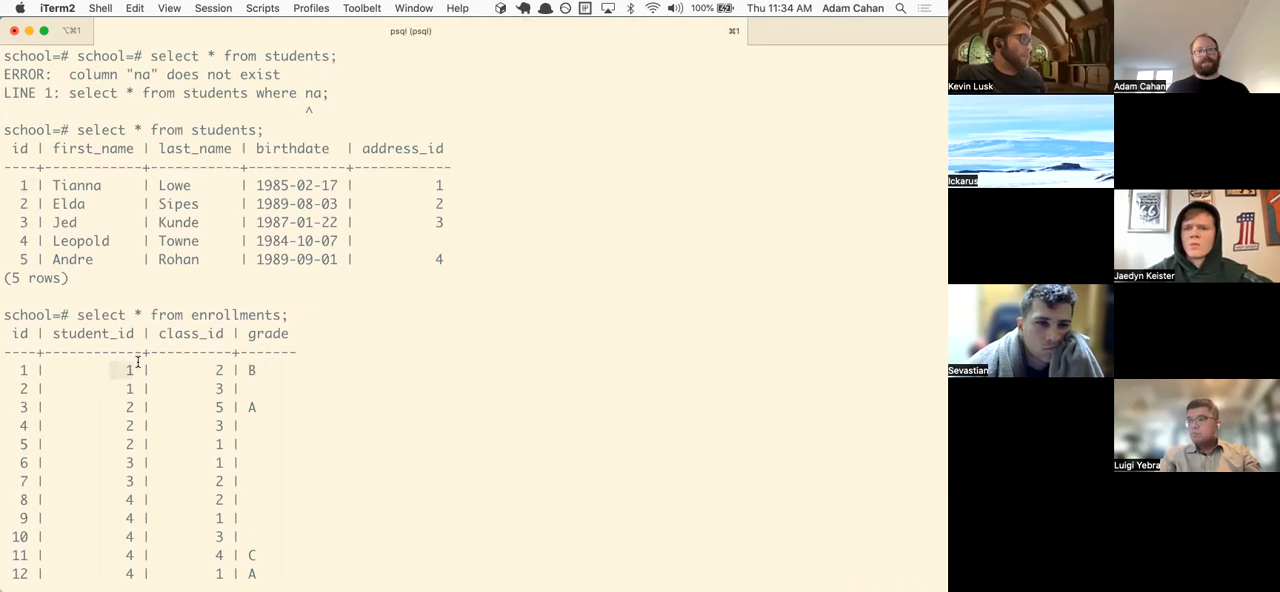 iTerm2 Shell Edit View Session Scripts Profiles Toolbelt Window Help 100% Thu 11:34 AM Adam Cahan
⌥⌘1 psql (psql) ⌘1
school=# school=# select * from students;
ERROR:  column "na" does not exist
LINE 1: select * from students where na;
^
school=# select * from students;
id | first_name | last_name | birthdate  | address_id
----+------------+-----------+------------+------------
1 | Tianna     | Lowe      | 1985-02-17 |          1
2 | Elda       | Sipes     | 1989-08-03 |          2
3 | Jed        | Kunde     | 1987-01-22 |          3
4 | Leopold    | Towne     | 1984-10-07 |
5 | Andre      | Rohan     | 1989-09-01 |          4
(5 rows)
school=# select * from enrollments;
id | student_id | class_id | grade
----+------------+----------+-------
1 |          1 |        2 | B
2 |          1 |        3 |
3 |          2 |        5 | A
4 |          2 |        3 |
5 |          2 |        1 |
6 |          3 |        1 |
7 |          3 |        2 |
8 |          4 |        2 |
9 |          4 |        1 |
10 |          4 |        3 |
11 |          4 |        4 | C
12 |          4 |        1 | A
Kevin Lusk
Adam Cahan
Ickarus
ROUTE
66
1
Jaedyn Keister
Sevastian
Luigi Yebra